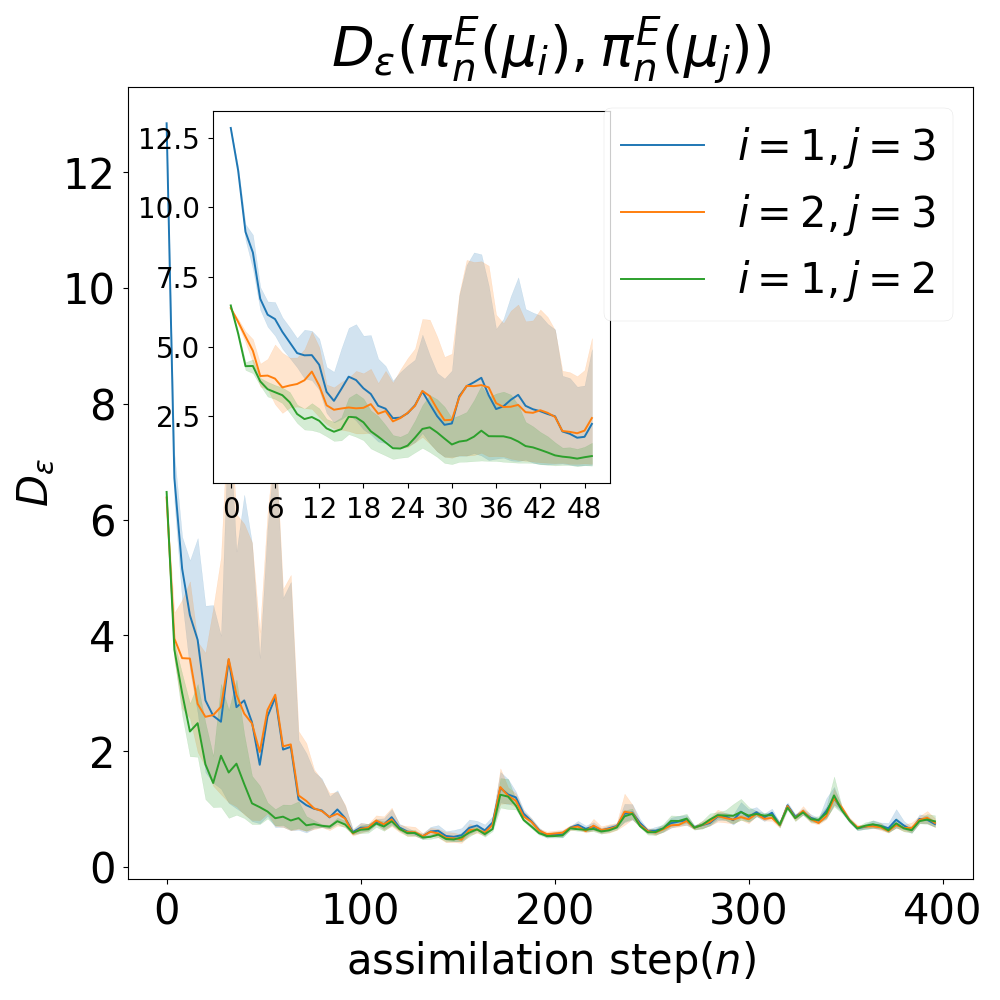 D_ε(π_n^E(μ_i), π_n^E(μ_j))
i = 1, j = 3
i = 2, j = 3
i = 1, j = 2
12.5
10.0
7.5
5.0
2.5
0 6 12 18 24 30 36 42 48
D_ε
12
10
8
6
4
2
0
0 100 200 300 400
assimilation step(n)